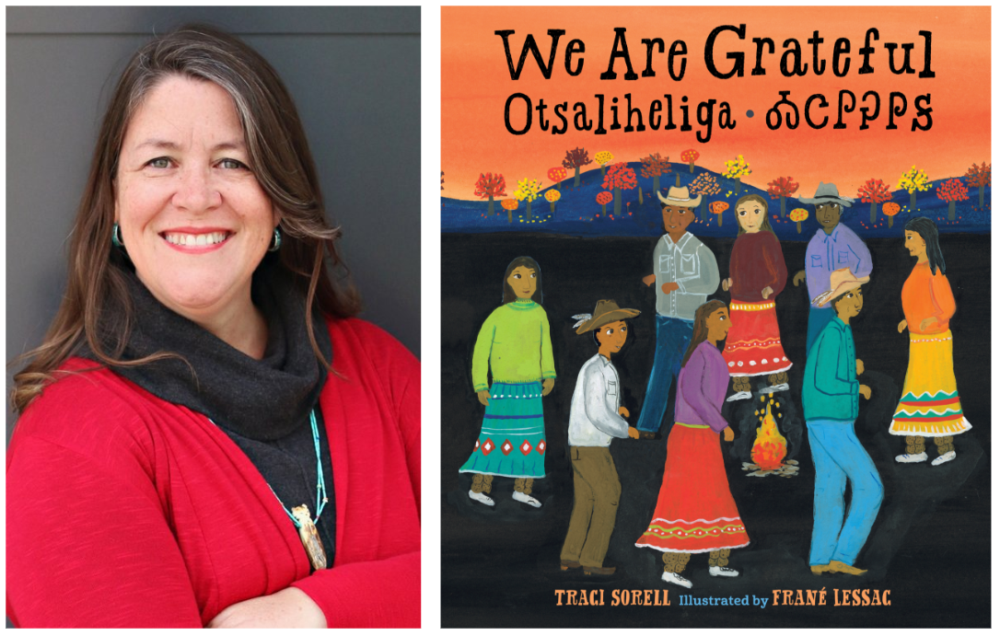 We Are Grateful
Otsaliheliga · ᎣᏣᎵᎮᎵᎦ
TRACI SORELL Illustrated by FRANÉ LESSAC